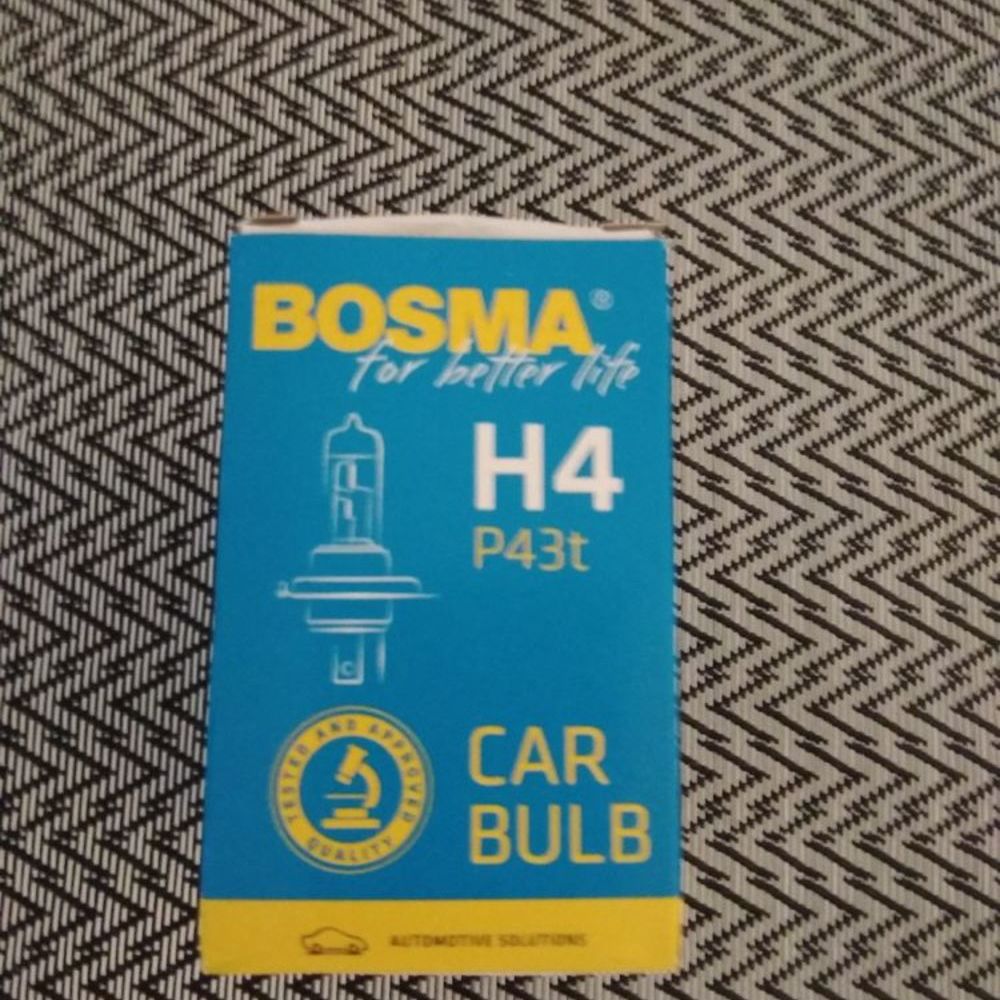 BOSMA®
for better life
H4
P43t
TESTED AND APPROVED
QUALITY
CAR
BULB
AUTOMOTIVE SOLUTIONS